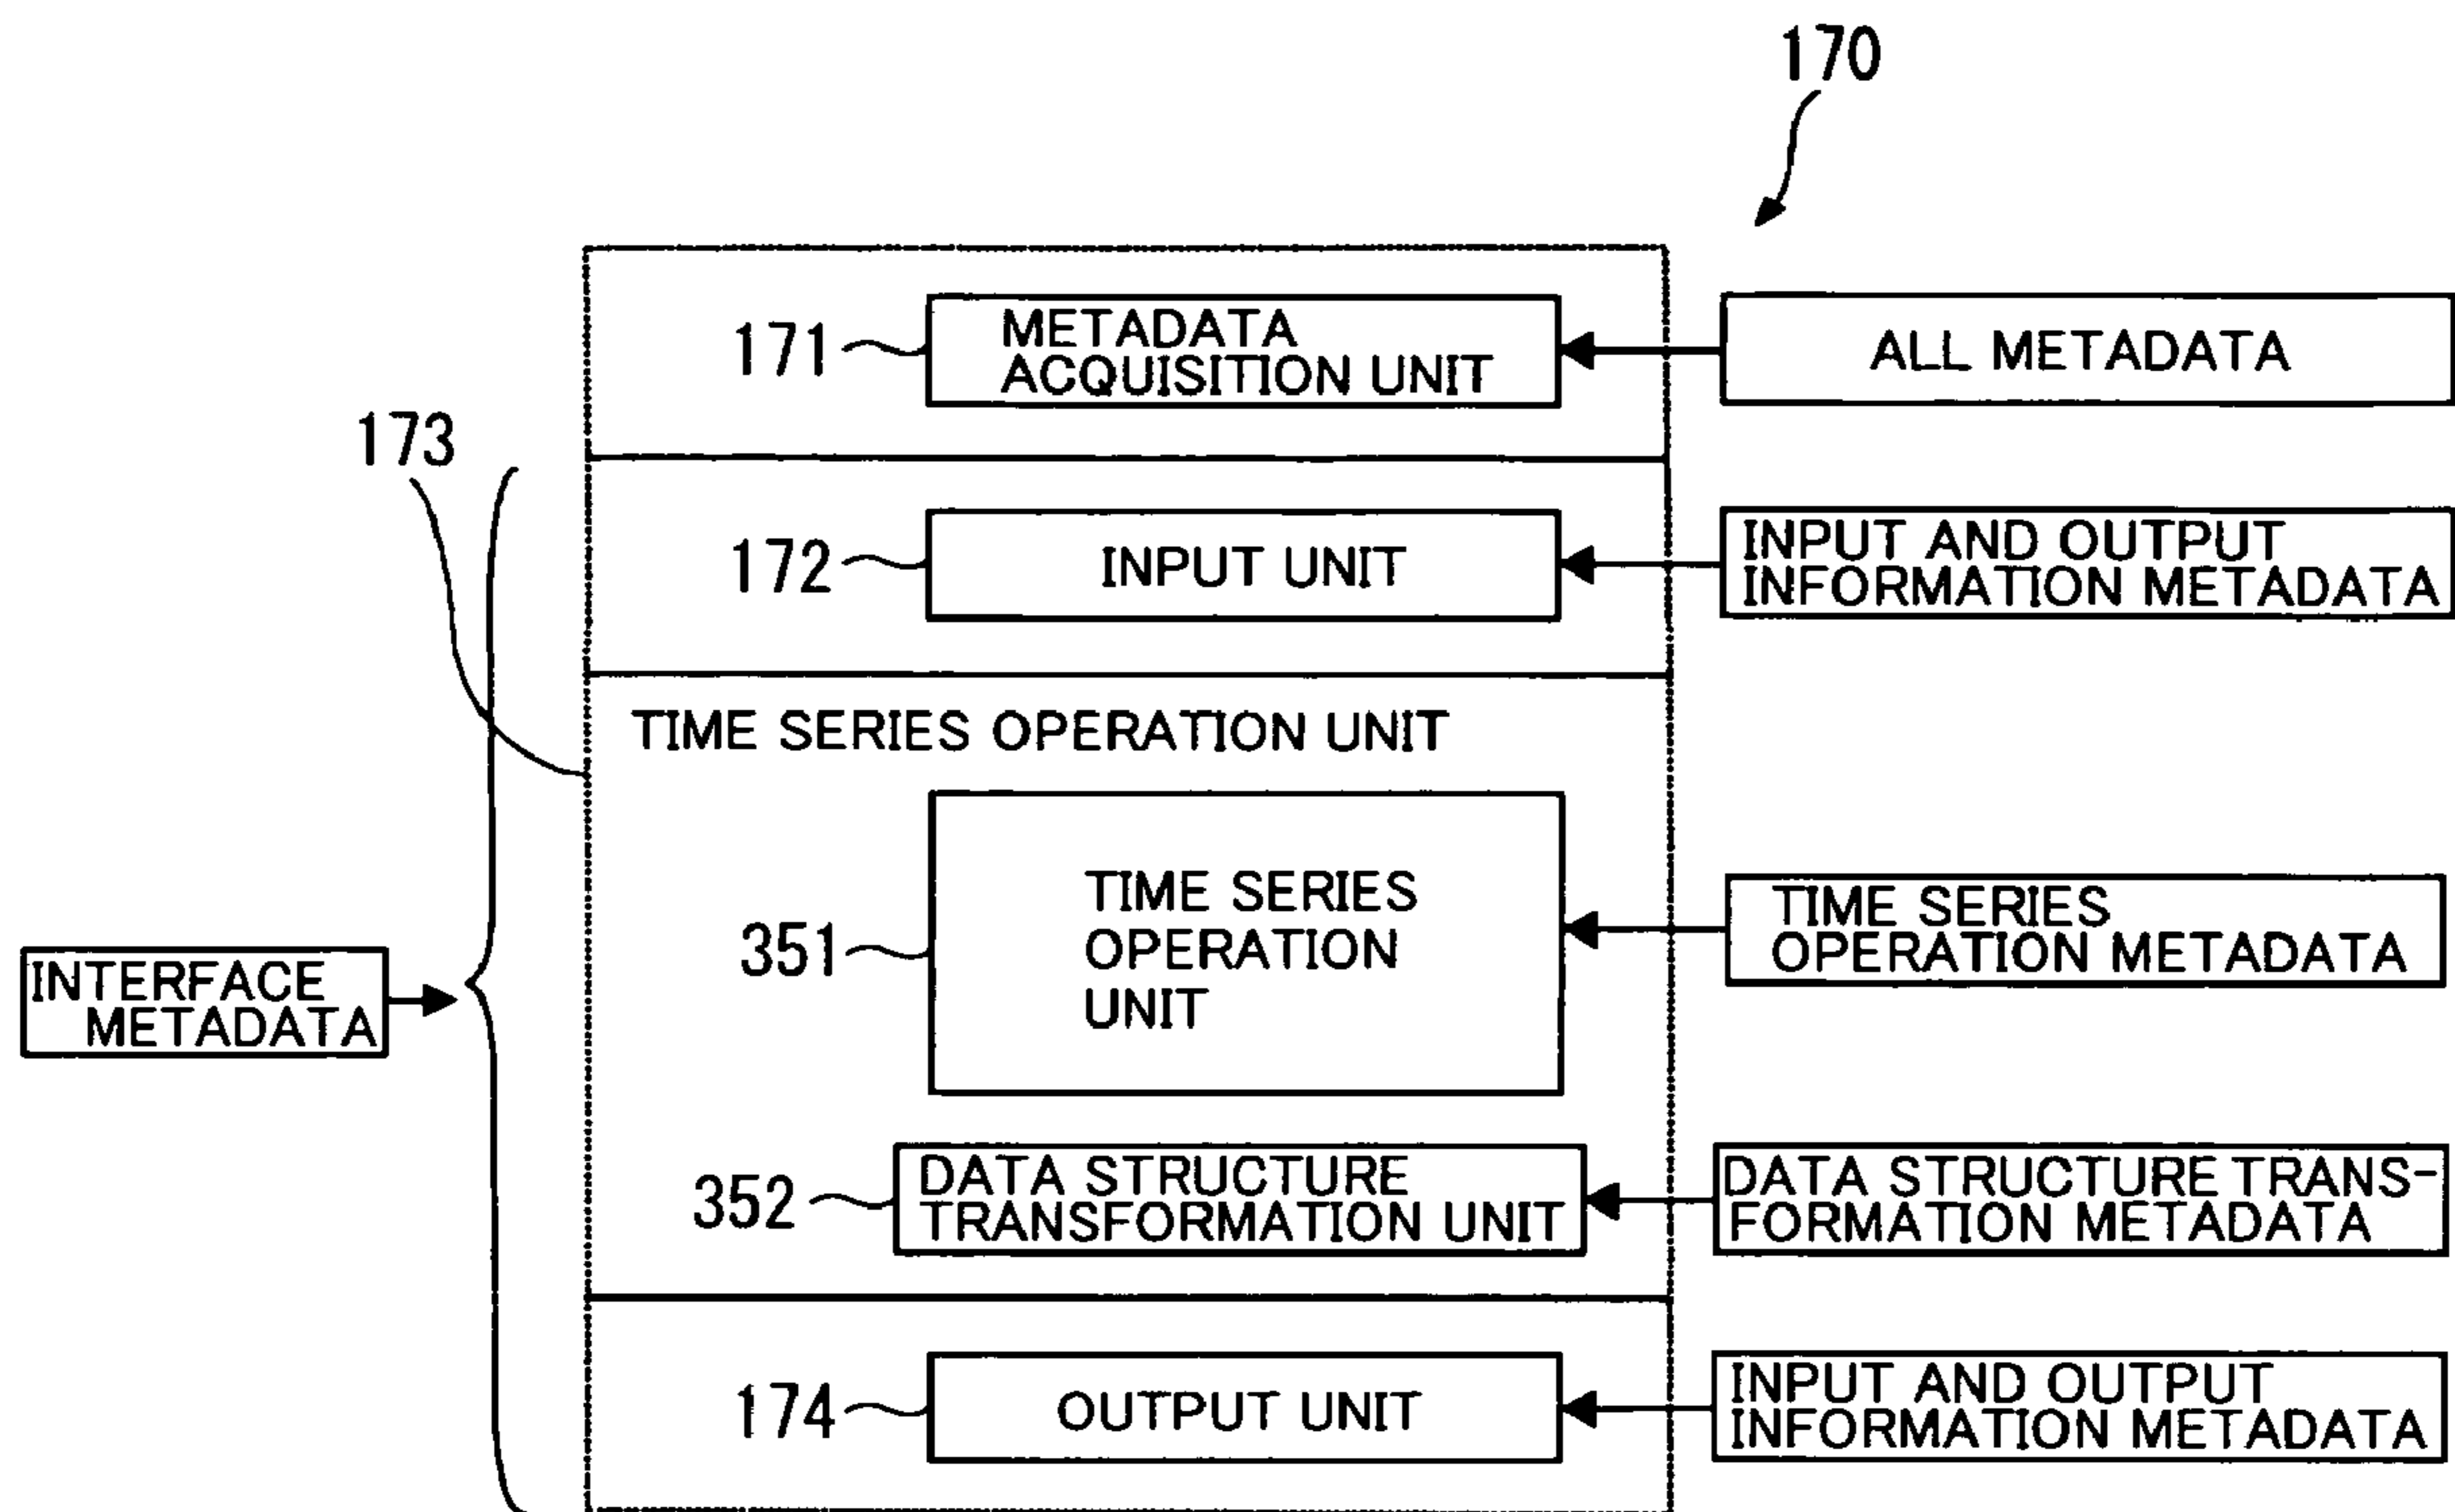 170
171
METADATA
ACQUISITION UNIT
ALL METADATA
173
172
INPUT UNIT
INPUT AND OUTPUT
INFORMATION METADATA
TIME SERIES OPERATION UNIT
351
TIME SERIES
OPERATION
UNIT
TIME SERIES
OPERATION METADATA
INTERFACE
METADATA
352
DATA STRUCTURE
TRANSFORMATION UNIT
DATA STRUCTURE TRANS-
FORMATION METADATA
174
OUTPUT UNIT
INPUT AND OUTPUT
INFORMATION METADATA